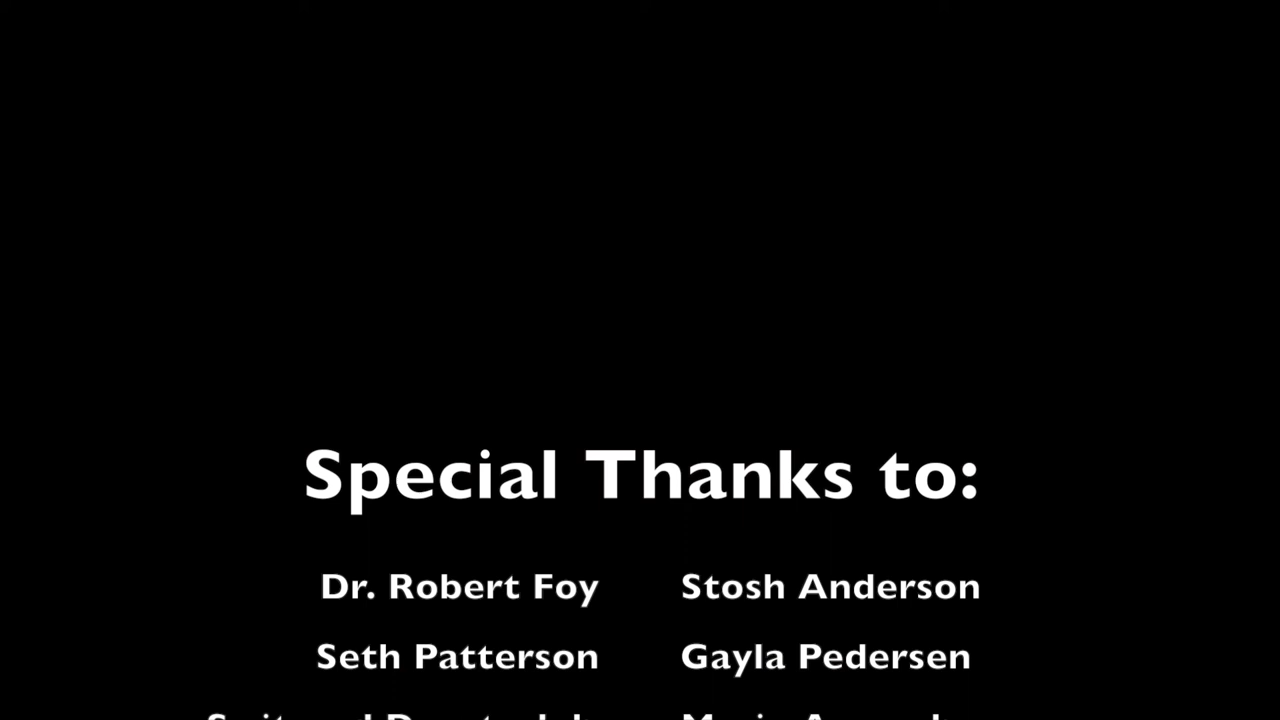 Special Thanks to:
Dr. Robert Foy Stosh Anderson
Seth Patterson Gayla Pedersen